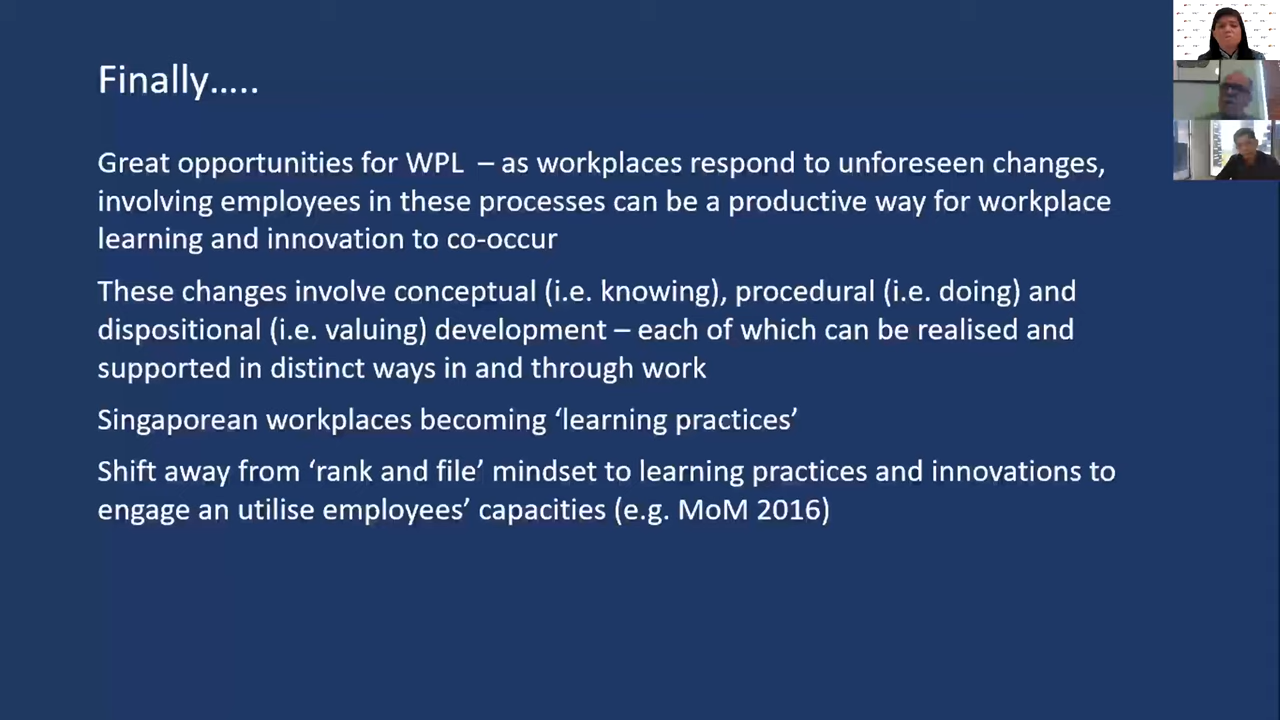 Finally…..
Great opportunities for WPL – as workplaces respond to unforeseen changes,
involving employees in these processes can be a productive way for workplace
learning and innovation to co-occur
These changes involve conceptual (i.e. knowing), procedural (i.e. doing) and
dispositional (i.e. valuing) development – each of which can be realised and
supported in distinct ways in and through work
Singaporean workplaces becoming ‘learning practices’
Shift away from ‘rank and file’ mindset to learning practices and innovations to
engage an utilise employees’ capacities (e.g. MoM 2016)